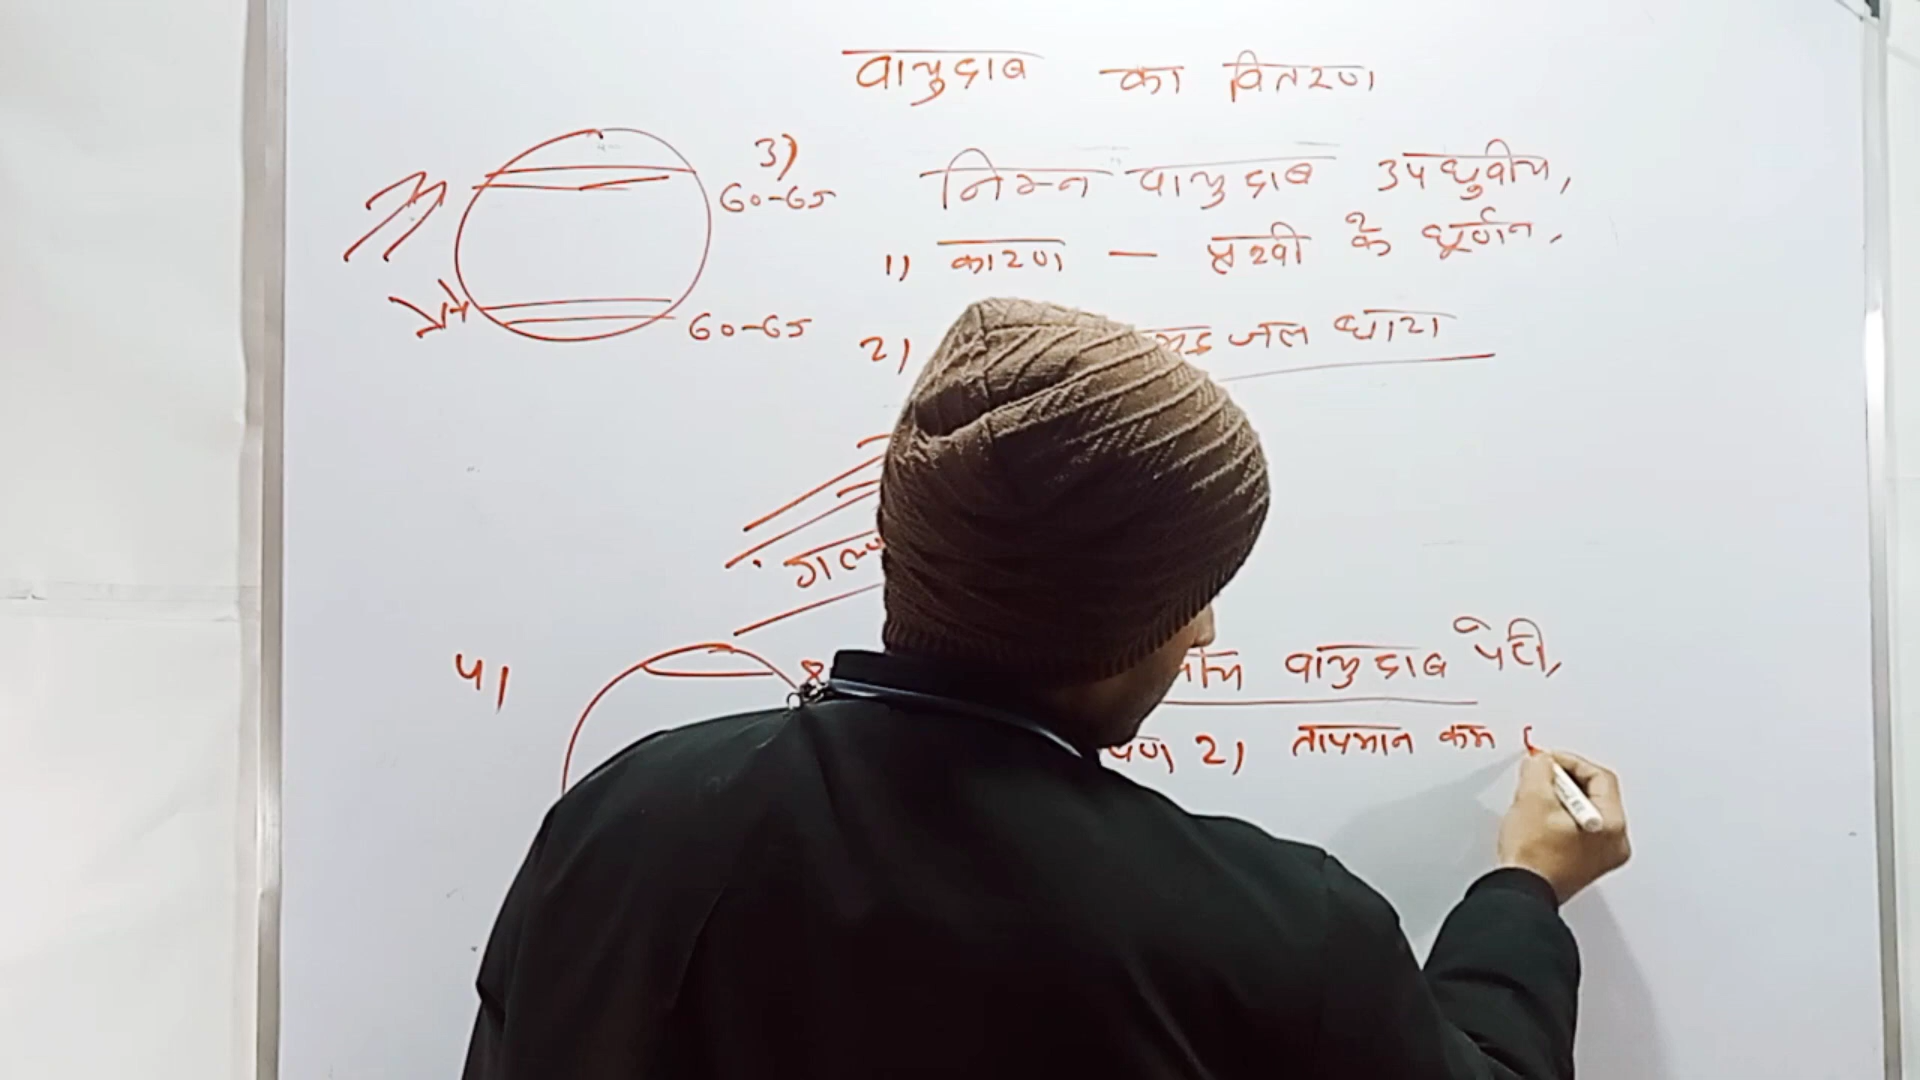 वायुदाब का वितरण
3)
60-65 निम्न वायुदाब उपध्रुवीय,
1) कारण — पृथ्वी के घूर्णन,
60-65
2) जल धारा
4) वायुदाब पेटी,
2) तापमान कम